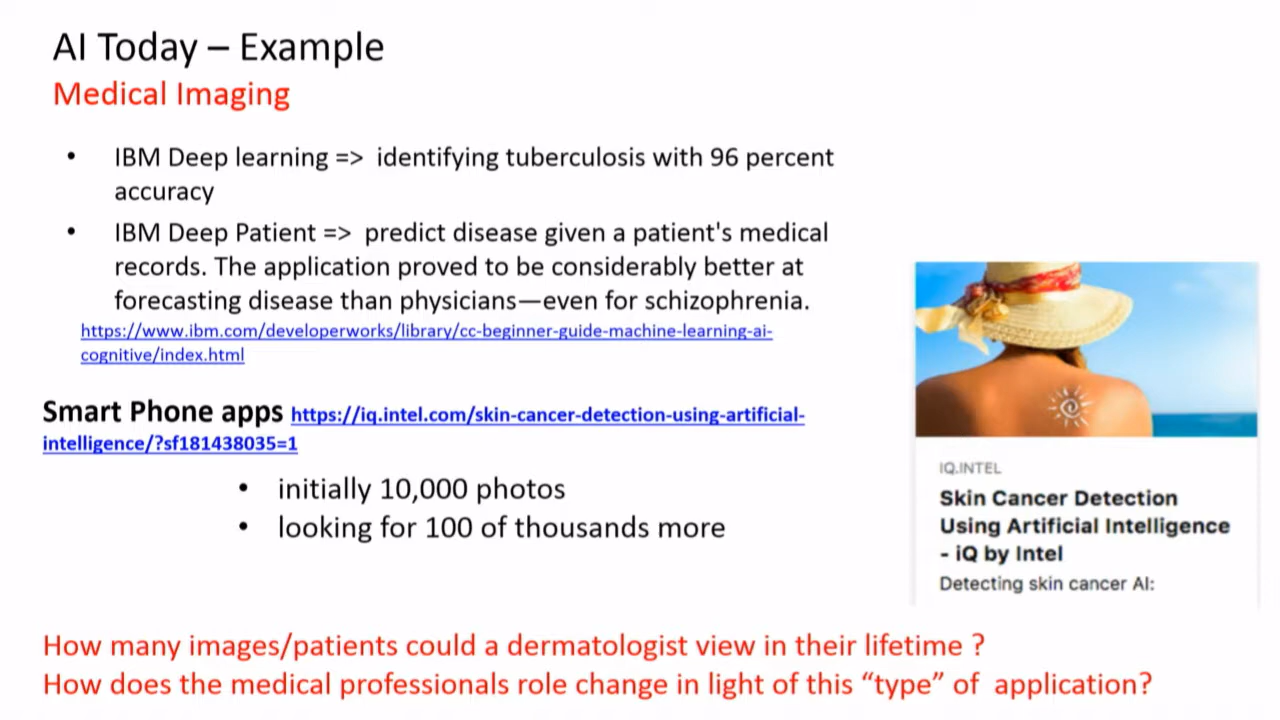 AI Today – Example
Medical Imaging
• IBM Deep learning => identifying tuberculosis with 96 percent
accuracy
• IBM Deep Patient => predict disease given a patient's medical
records. The application proved to be considerably better at
forecasting disease than physicians—even for schizophrenia.
https://www.ibm.com/developerworks/library/cc-beginner-guide-machine-learning-ai-
cognitive/index.html
Smart Phone apps https://iq.intel.com/skin-cancer-detection-using-artificial-
intelligence/?sf181438035=1
• initially 10,000 photos
• looking for 100 of thousands more
IQ.INTEL
Skin Cancer Detection
Using Artificial Intelligence
- iQ by Intel
Detecting skin cancer AI:
How many images/patients could a dermatologist view in their lifetime ?
How does the medical professionals role change in light of this “type” of application?